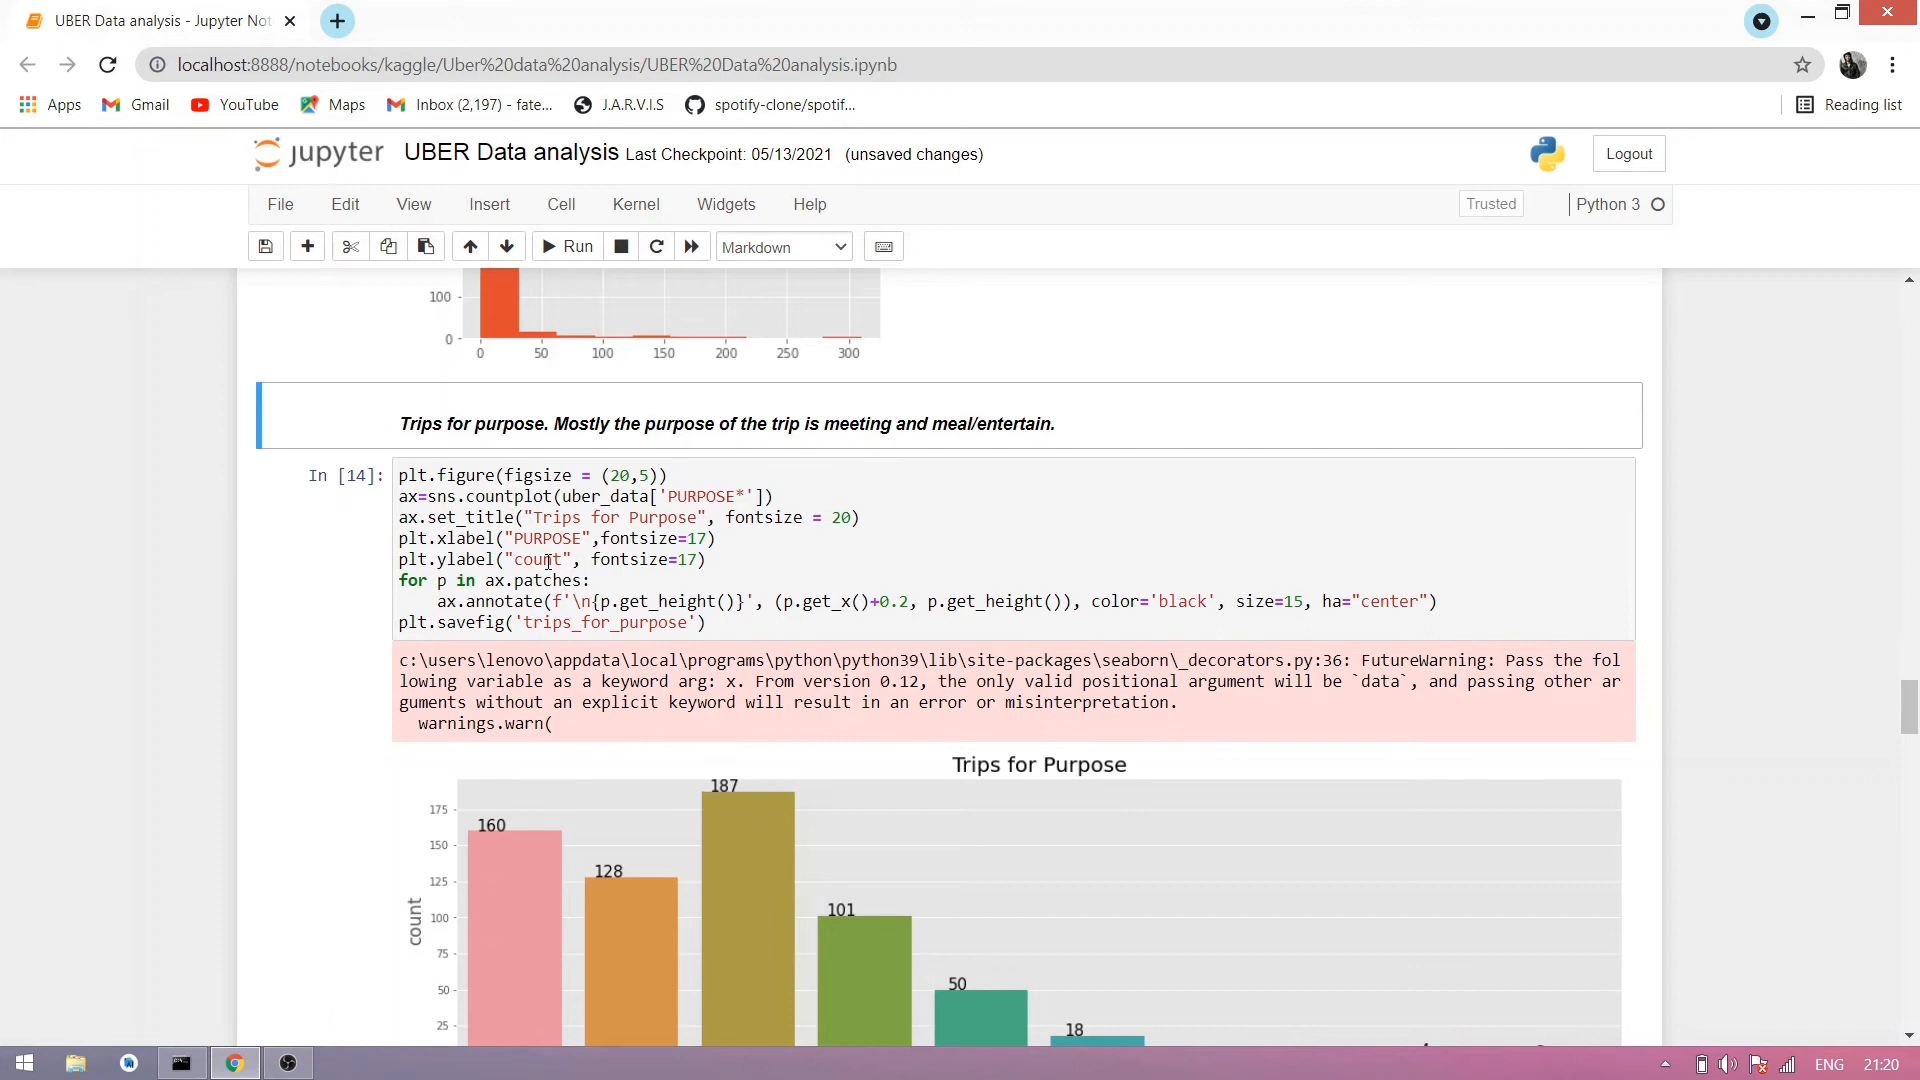 UBER Data analysis - Jupyter Not
localhost:8888/notebooks/kaggle/Uber%20data%20analysis/UBER%20Data%20analysis.ipynb
Apps Gmail YouTube Maps Inbox (2,197) - fate... J.A.R.V.I.S spotify-clone/spotif... Reading list
jupyter UBER Data analysis Last Checkpoint: 05/13/2021 (unsaved changes) Logout
File Edit View Insert Cell Kernel Widgets Help Trusted Python 3
Run Markdown
100
0
0 50 100 150 200 250 300
Trips for purpose. Mostly the purpose of the trip is meeting and meal/entertain.
In [14]: plt.figure(figsize = (20,5))
ax=sns.countplot(uber_data['PURPOSE*'])
ax.set_title("Trips for Purpose", fontsize = 20)
plt.xlabel("PURPOSE",fontsize=17)
plt.ylabel("count", fontsize=17)
for p in ax.patches:
    ax.annotate(f'\n{p.get_height()}', (p.get_x()+0.2, p.get_height()), color='black', size=15, ha="center")
plt.savefig('trips_for_purpose')
c:\users\lenovo\appdata\local\programs\python\python39\lib\site-packages\seaborn\_decorators.py:36: FutureWarning: Pass the fol
lowing variable as a keyword arg: x. From version 0.12, the only valid positional argument will be `data`, and passing other ar
guments without an explicit keyword will result in an error or misinterpretation.
  warnings.warn(
Trips for Purpose
187
175
160
150
128
125
101
100
count
75
50
50
25
18
ENG 21:20